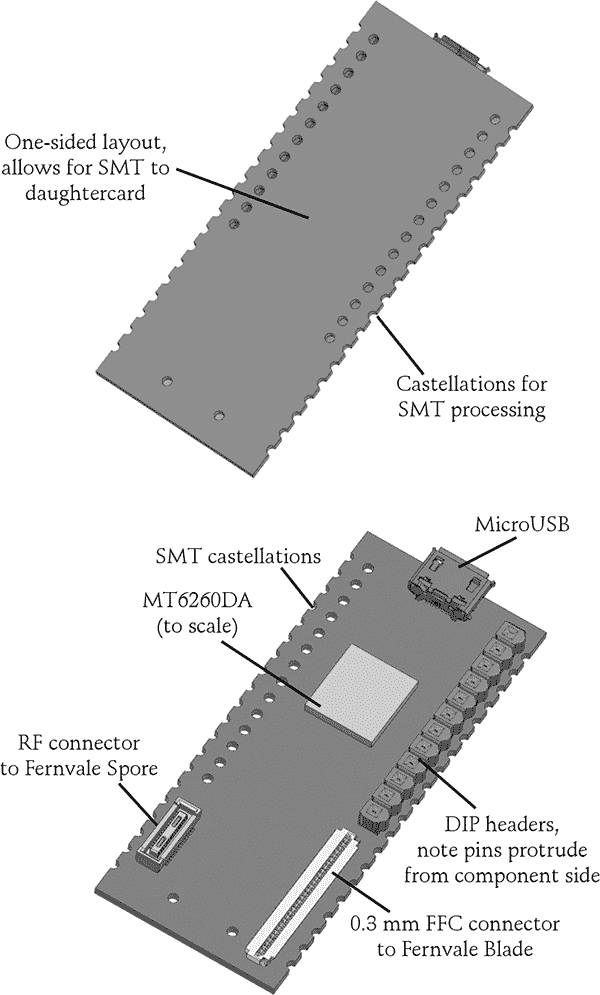 One-sided layout,
allows for SMT to
daughtercard
Castellations for
SMT processing
MicroUSB
SMT castellations
MT6260DA
(to scale)
RF connector
to Fernvale Spore
DIP headers,
note pins protrude
from component side
0.3 mm FFC connector
to Fernvale Blade